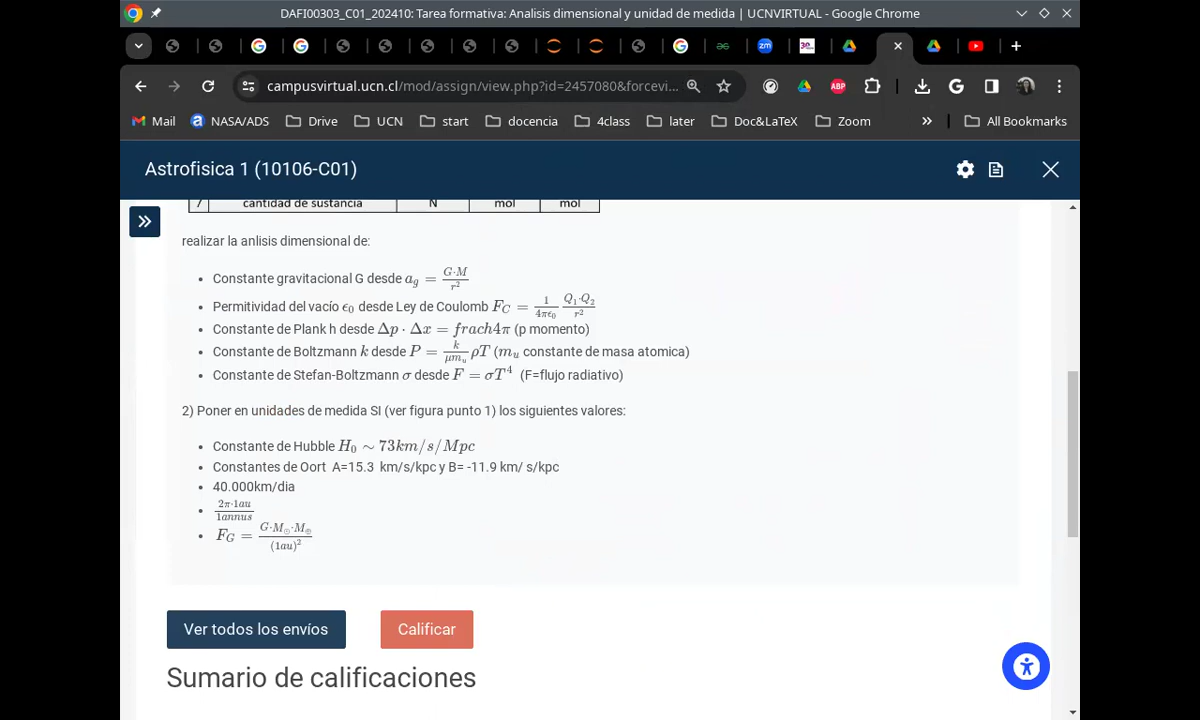 DAFI00303_C01_202410: Tarea formativa: Analisis dimensional y unidad de medida | UCNVIRTUAL - Google Chrome
campusvirtual.ucn.cl/mod/assign/view.php?id=2457080&forcevi...
Mail NASA/ADS Drive UCN start docencia 4class later Doc&LaTeX Zoom » All Bookmarks
Astrofisica 1 (10106-C01)
7 cantidad de sustancia N mol mol
realizar la anlisis dimensional de:
• Constante gravitacional G desde a_g = G·M / r²
• Permitividad del vacío ϵ₀ desde Ley de Coulomb F_C = 1/(4πϵ₀) Q₁·Q₂/r²
• Constante de Plank h desde Δp · Δx = frach4π (p momento)
• Constante de Boltzmann k desde P = k/(μm_u) ρT (m_u constante de masa atomica)
• Constante de Stefan-Boltzmann σ desde F = σT⁴ (F=flujo radiativo)
2) Poner en unidades de medida SI (ver figura punto 1) los siguientes valores:
• Constante de Hubble H₀ ∼ 73km/s/Mpc
• Constantes de Oort A=15.3 km/s/kpc y B= -11.9 km/ s/kpc
• 40.000km/dia
• 2π·1au / 1annus
• F_G = G·M_⊙·M_⊕ / (1au)²
Ver todos los envíos Calificar
Sumario de calificaciones